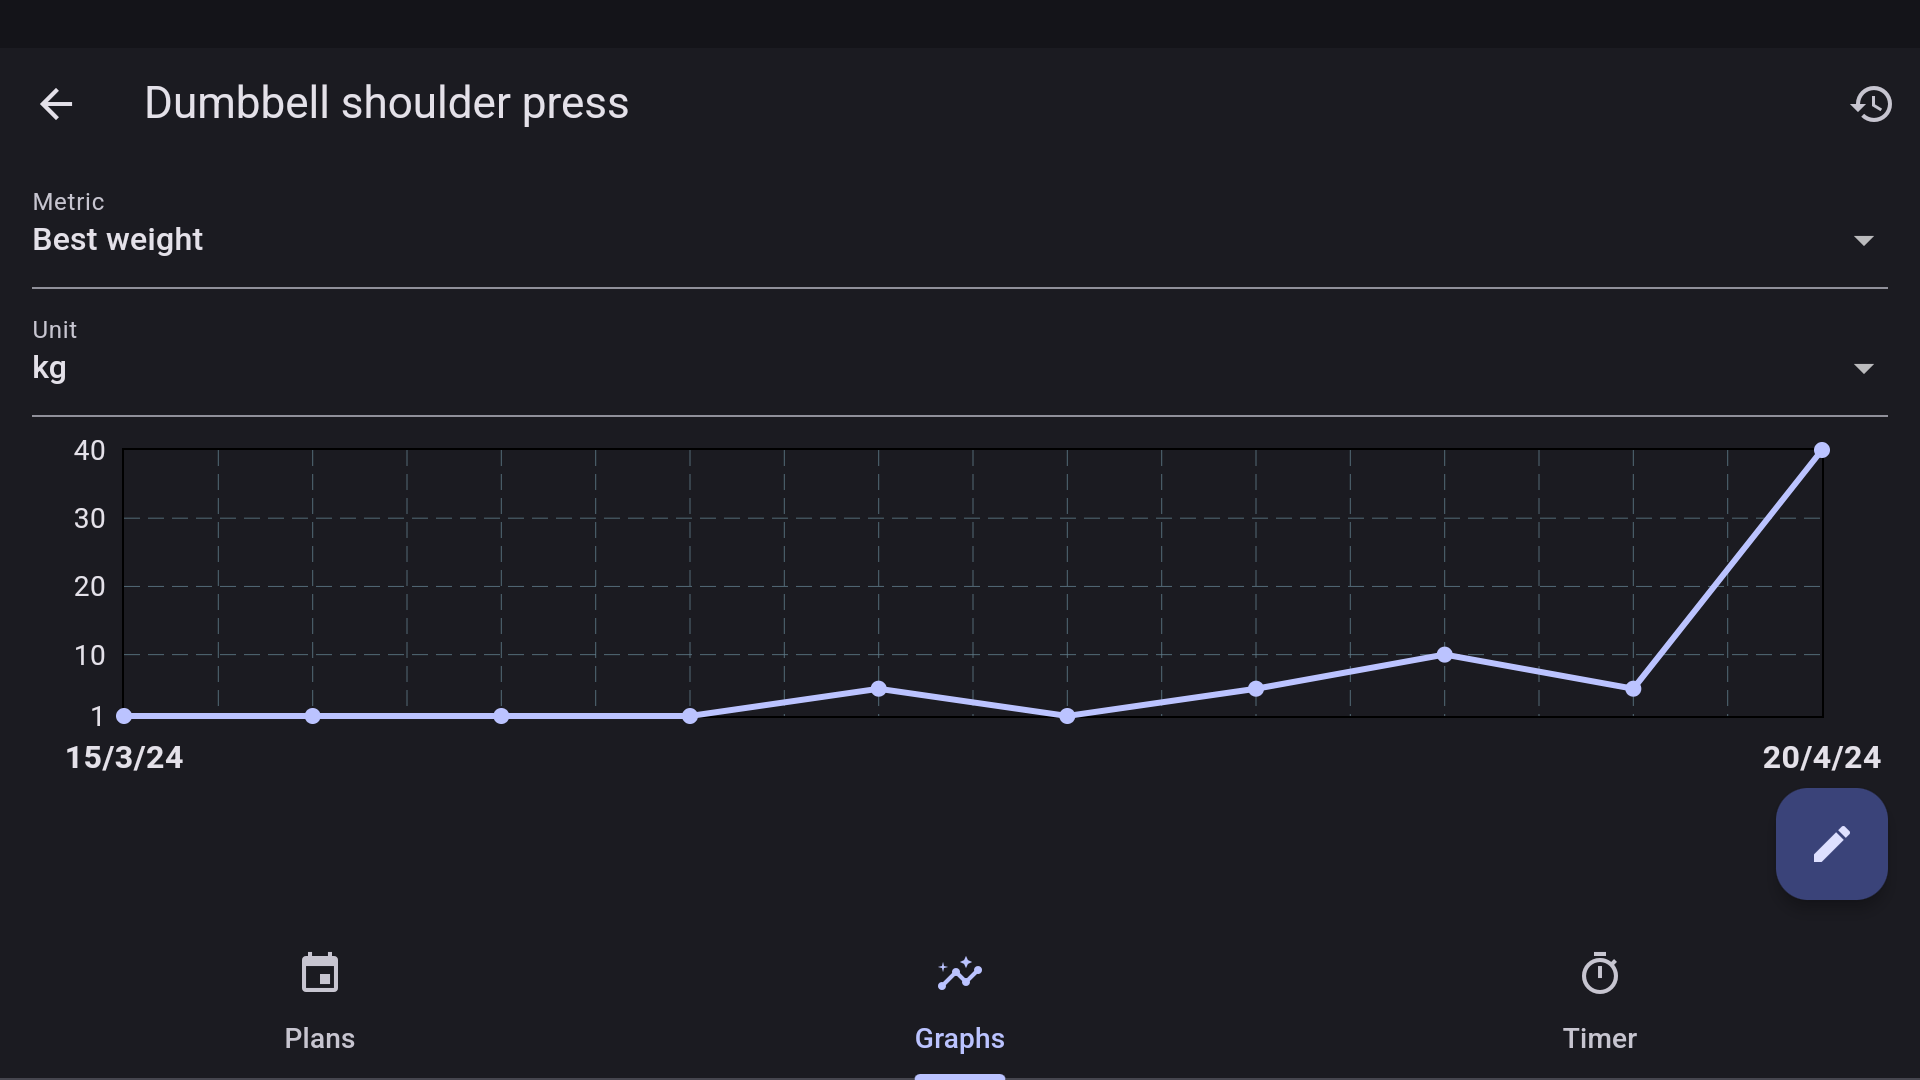 Dumbbell shoulder press
Metric
Best weight
Unit
kg
40
30
20
10
1
15/3/24 20/4/24
Plans Graphs Timer